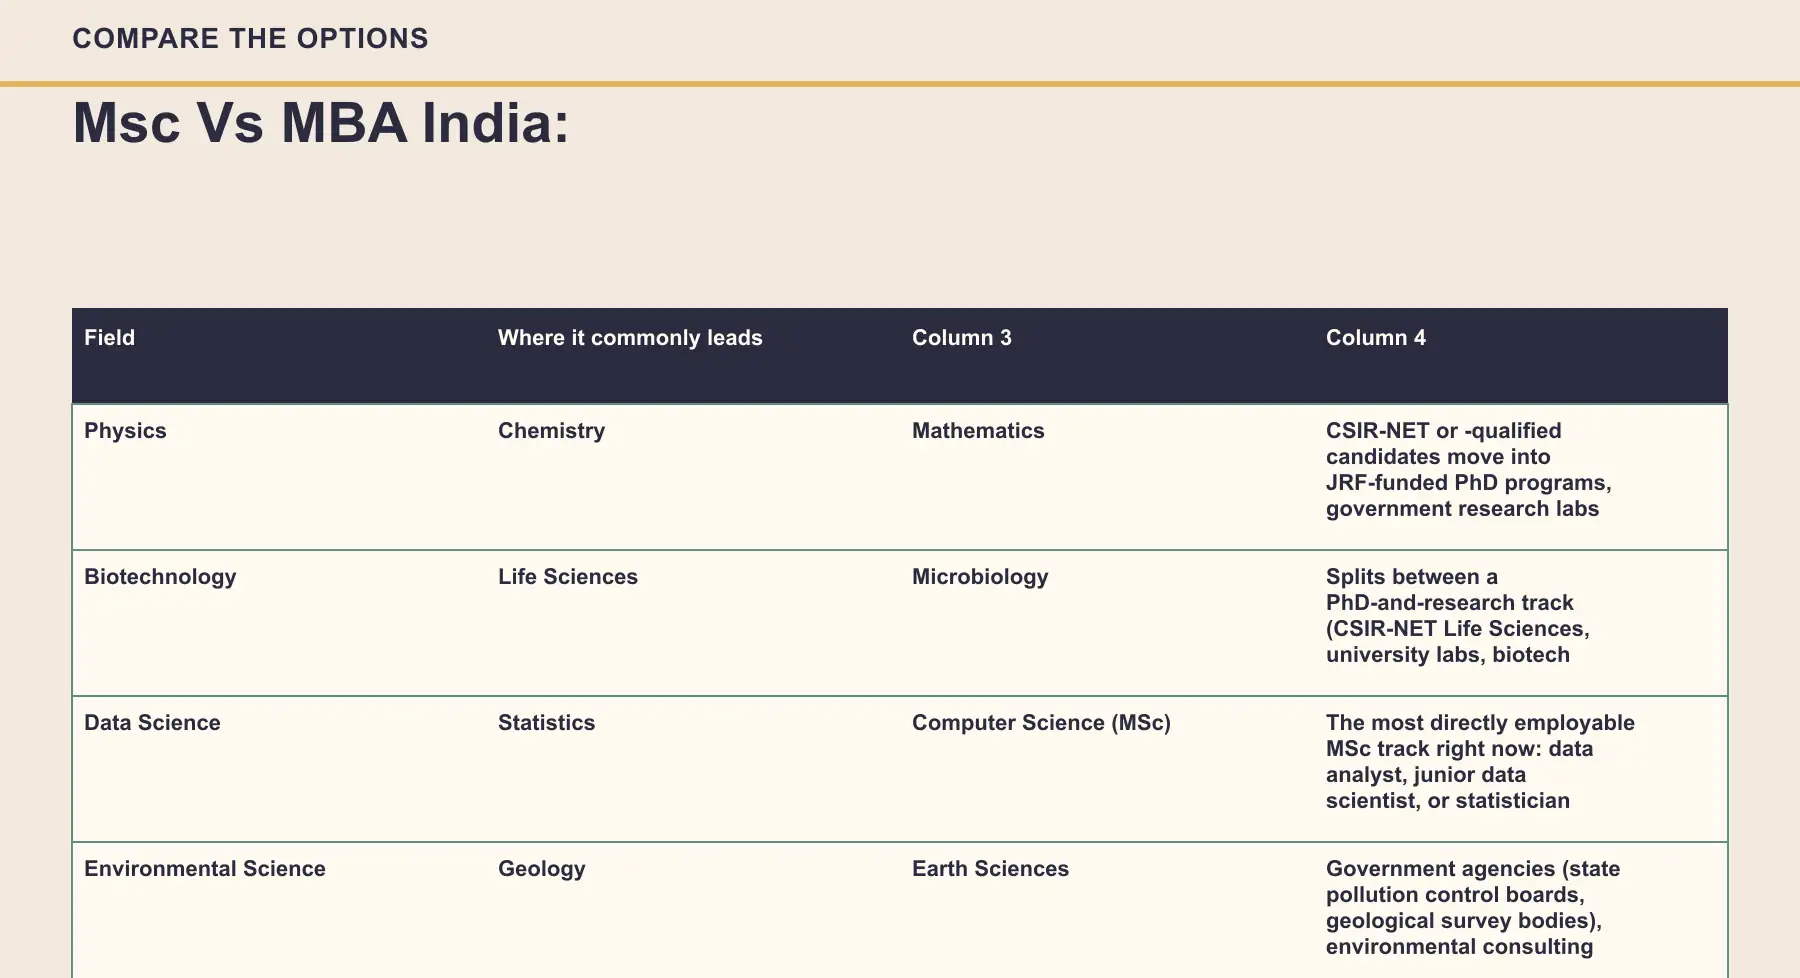 COMPARE THE OPTIONS
Msc Vs MBA India:
Field
Where it commonly leads
Column 3
Column 4
Physics
Chemistry
Mathematics
CSIR-NET or -qualified
candidates move into
JRF-funded PhD programs,
government research labs
Biotechnology
Life Sciences
Microbiology
Splits between a
PhD-and-research track
(CSIR-NET Life Sciences,
university labs, biotech
Data Science
Statistics
Computer Science (MSc)
The most directly employable
MSc track right now: data
analyst, junior data
scientist, or statistician
Environmental Science
Geology
Earth Sciences
Government agencies (state
pollution control boards,
geological survey bodies),
environmental consulting